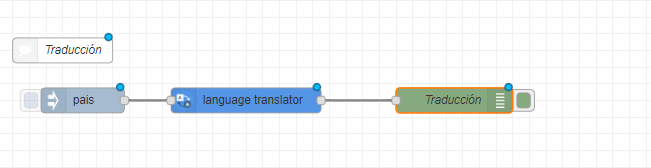 Traducción
pais
language translator
Traducción